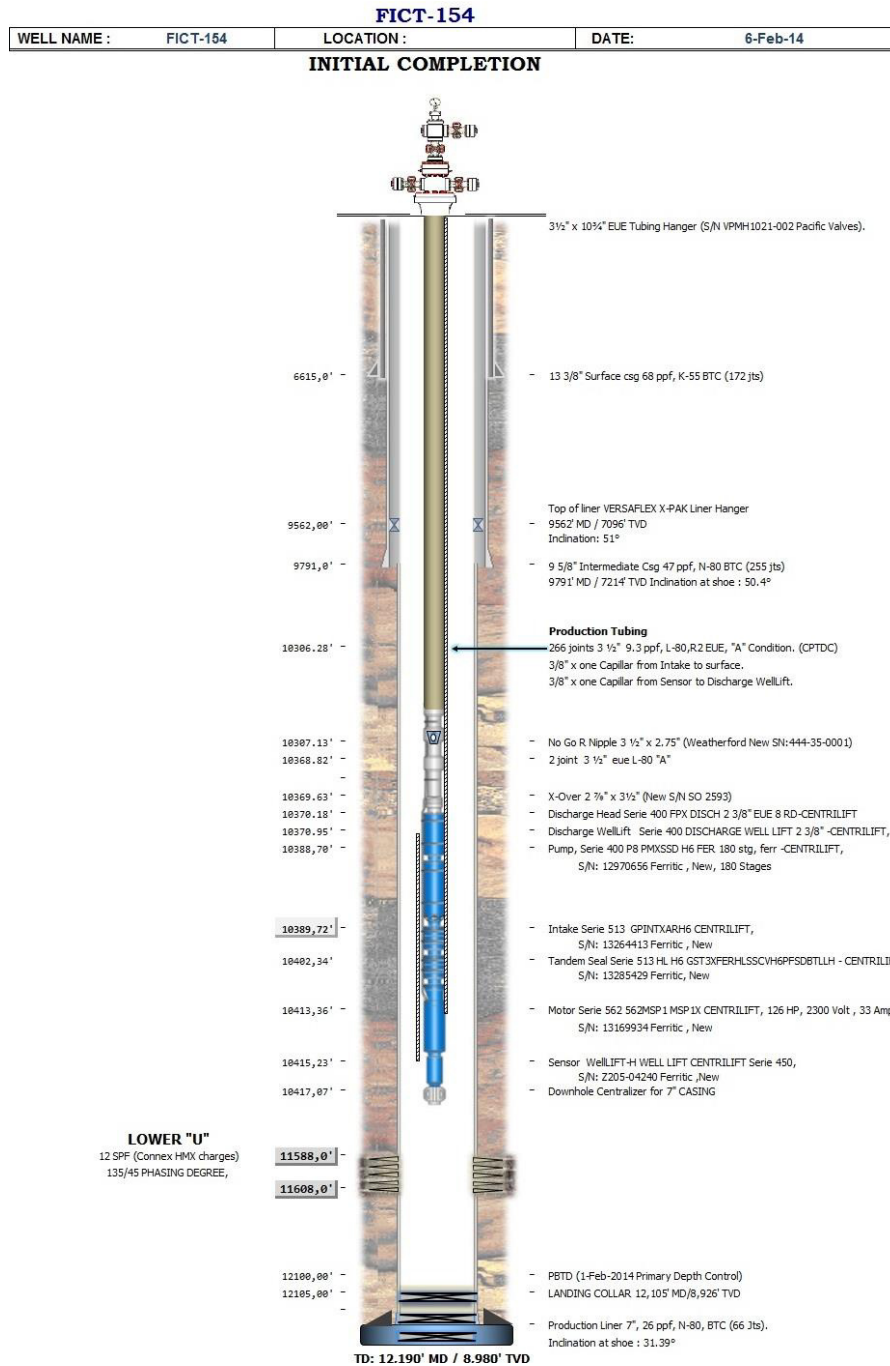 FICT-154
WELL NAME : FICT-154 LOCATION : DATE: 6-Feb-14
INITIAL COMPLETION
3½" x 10¾" EUE Tubing Hanger (S/N VPMH1021-002 Pacific Valves).
6615,0' - - 13 3/8" Surface csg 68 ppf, K-55 BTC (172 jts)
Top of liner VERSAFLEX X-PAK Liner Hanger
9562,00' - - 9562' MD / 7096' TVD
Inclination: 51°
9791,0' - - 9 5/8" Intermediate Csg 47 ppf, N-80 BTC (255 jts)
9791' MD / 7214' TVD Inclination at shoe : 50.4°
Production Tubing
10306.28' - 266 joints 3 ½" 9.3 ppf, L-80,R2 EUE, "A" Condition. (CPTDC)
3/8" x one Capillar from Intake to surface.
3/8" x one Capillar from Sensor to Discharge WellLift.
10307.13' - - No Go R Nipple 3 ½" x 2.75" (Weatherford New SN:444-35-0001)
10368.82' - - 2 joint 3 ½" eue L-80 "A"
-
10369.63' - - X-Over 2 ⅞" x 3½" (New S/N SO 2593)
10370.18' - - Discharge Head Serie 400 FPX DISCH 2 3/8" EUE 8 RD-CENTRILIFT
10370.95' - - Discharge WellLift Serie 400 DISCHARGE WELL LIFT 2 3/8" -CENTRILIFT,
10388,70' - - Pump, Serie 400 P8 PMXSSD H6 FER 180 stg, ferr -CENTRILIFT,
S/N: 12970656 Ferritic , New, 180 Stages
10389,72' - - Intake Serie 513 GPINTXARH6 CENTRILIFT,
S/N: 13264413 Ferritic , New
10402,34' - Tandem Seal Serie 513 HL H6 GST3XFERHLSSCVH6PFSDBTLLH - CENTRILI
S/N: 13285429 Ferritic, New
10413,36' - - Motor Serie 562 562MSP1 MSP1X CENTRILIFT, 126 HP, 2300 Volt , 33 Amp
S/N: 13169934 Ferritic , New
10415,23' - - Sensor WellLIFT-H WELL LIFT CENTRILIFT Serie 450,
S/N: Z205-04240 Ferritic ,New
10417,07' - - Downhole Centralizer for 7" CASING
LOWER "U"
12 SPF (Connex HMX charges) 11588,0' -
135/45 PHASING DEGREE,
11608,0' -
12100,00' - - PBTD (1-Feb-2014 Primary Depth Control)
12105,00' - - LANDING COLLAR 12,105' MD/8,926' TVD
-
- Production Liner 7", 26 ppf, N-80, BTC (66 Jts).
Inclination at shoe : 31.39°
TD: 12,190' MD / 8,980' TVD